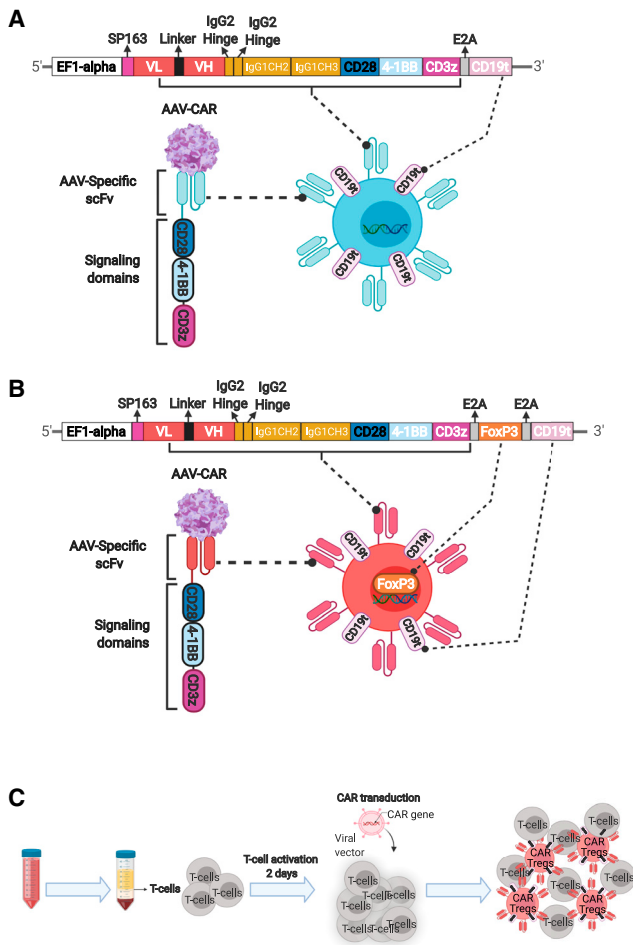 A
IgG2
Hinge
IgG2
Hinge
SP163
Linker
E2A
5'
EF1-alpha
VL
VH
IgG1CH2
IgG1CH3
CD28
4-1BB
CD3z
CD19t
3'
AAV-CAR
AAV-Specific
scFv
Signaling
domains
CD28
4-1BB
CD3z
CD19t
CD19t
CD19t
CD19t
B
IgG2
Hinge
IgG2
Hinge
SP163
Linker
E2A
E2A
5'
EF1-alpha
VL
VH
IgG1CH2
IgG1CH3
CD28
4-1BB
CD3z
FoxP3
CD19t
3'
AAV-CAR
AAV-Specific
scFv
Signaling
domains
CD28
4-1BB
CD3z
CD19t
CD19t
FoxP3
CD19t
CD19t
C
CAR transduction
CAR gene
Viral
vector
T-cells
T-cells
T-cells
T-cells
T-cell activation
2 days
T-cells
T-cells
T-cells
T-cells
T-cells
T-cells
T-cells
T-cells
T-cells
T-cells
CAR
Tregs
CAR
Tregs
T-cells
T-cells
T-cells
CAR
Tregs
CAR
Tregs
T-cells